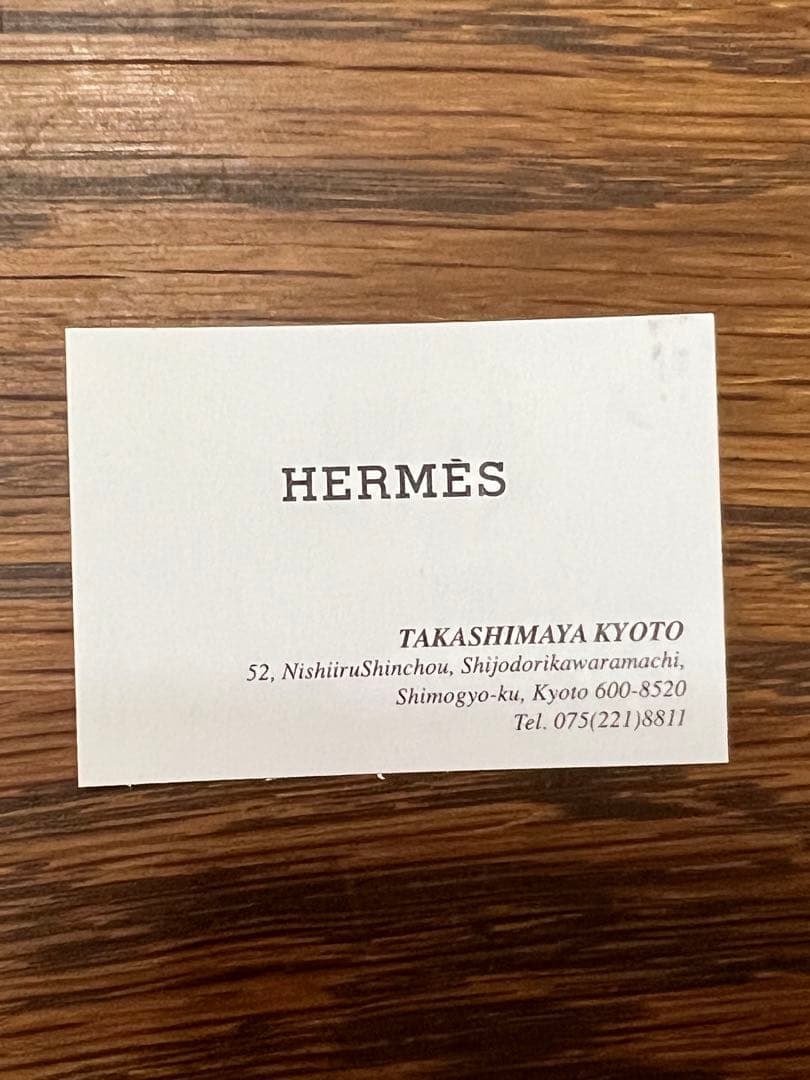 HERMÈS
TAKASHIMAYA KYOTO
52, NishiiruShinchou, Shijodorikawaramachi,
Shimogyo-ku, Kyoto 600-8520
Tel. 075(221)8811